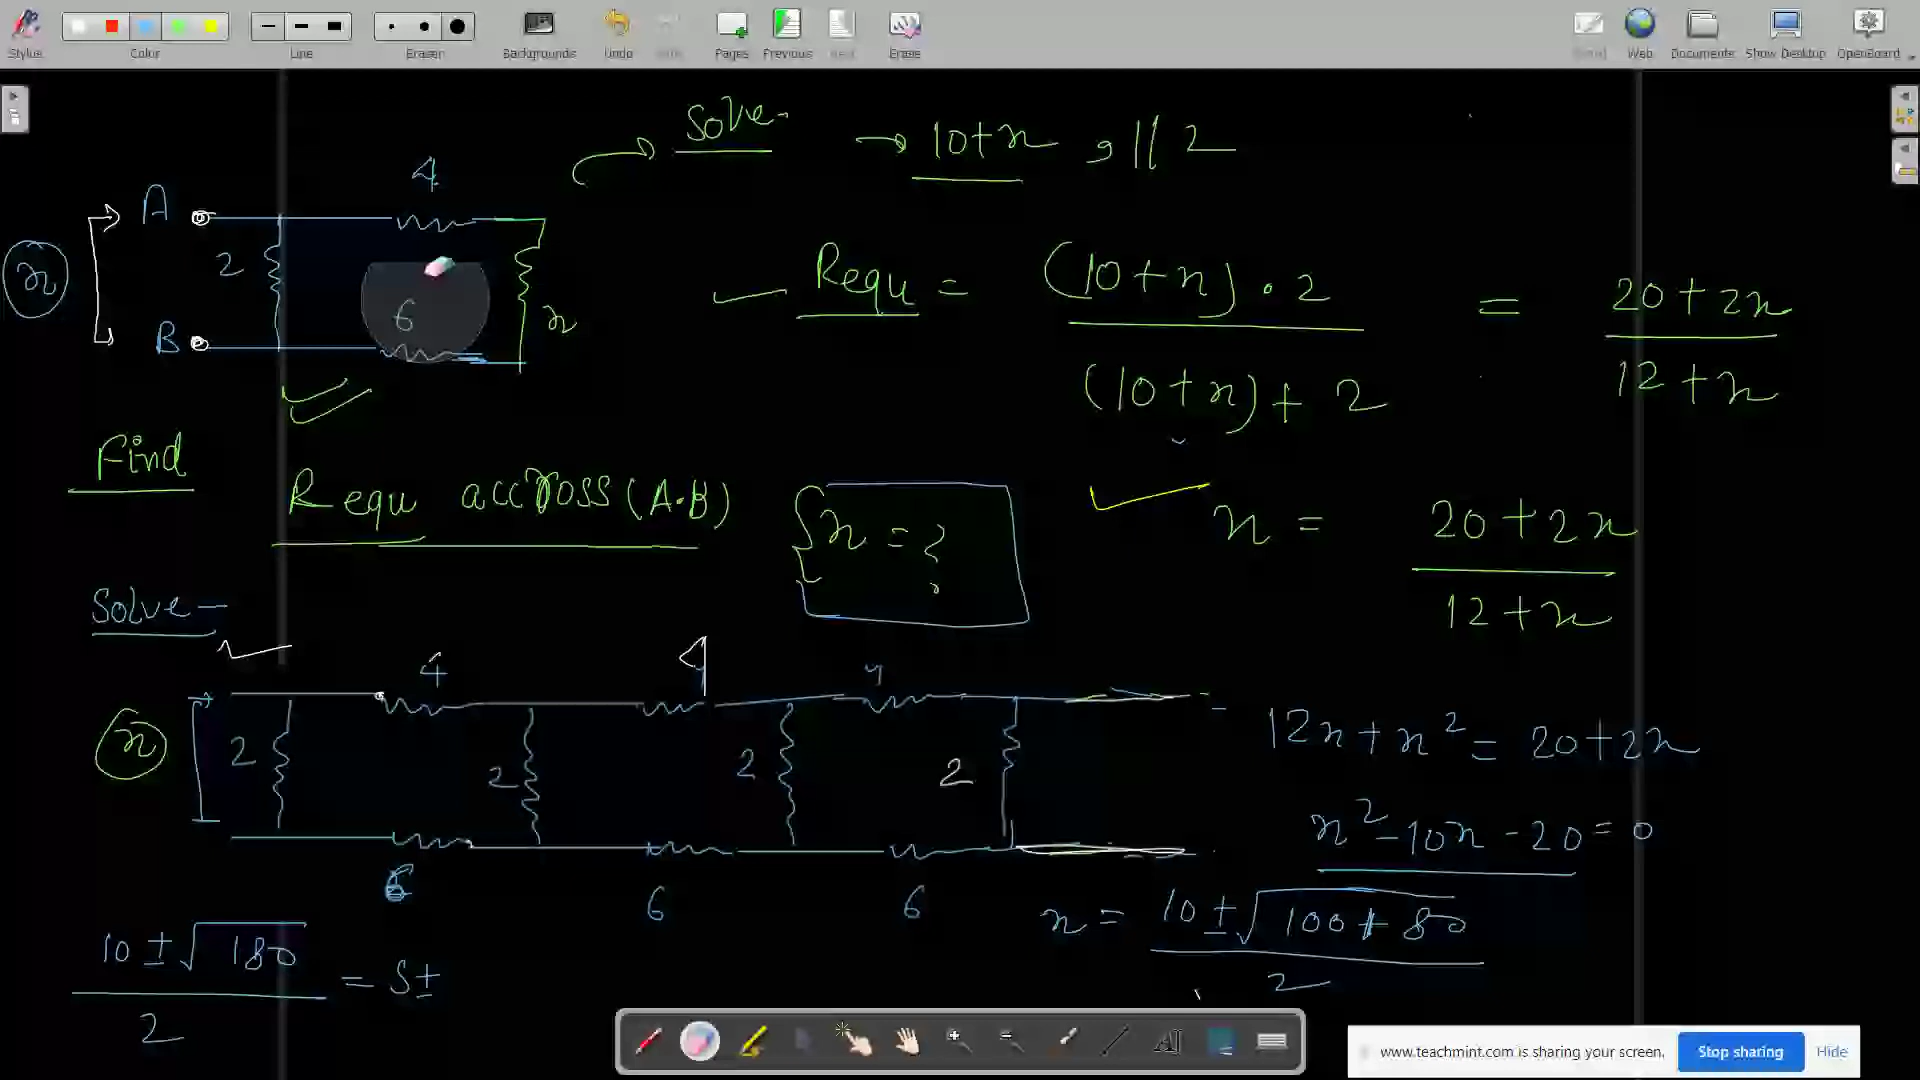 Stylus
Color
Line
Eraser
Backgrounds
Undo
Pages
Previous
Erase
Web
Documents
Show Desktop
OpenBoard
Solve-
→ 10+x , || 2
4
A
2
x
6
B
x
Requ = (10+x) . 2 / (10+x) + 2 = 20+2x / 12+x
Find
Requ accross (A.B)
x = ?
x = 20+2x / 12+x
Solve-
4
4
4
x
2
2
2
2
6
6
6
12x+x² = 20+2x
x²-10x-20=0
x = 10±√100+80 / 2
10±√180 / 2 = 5±
www.teachmint.com is sharing your screen.
Stop sharing
Hide